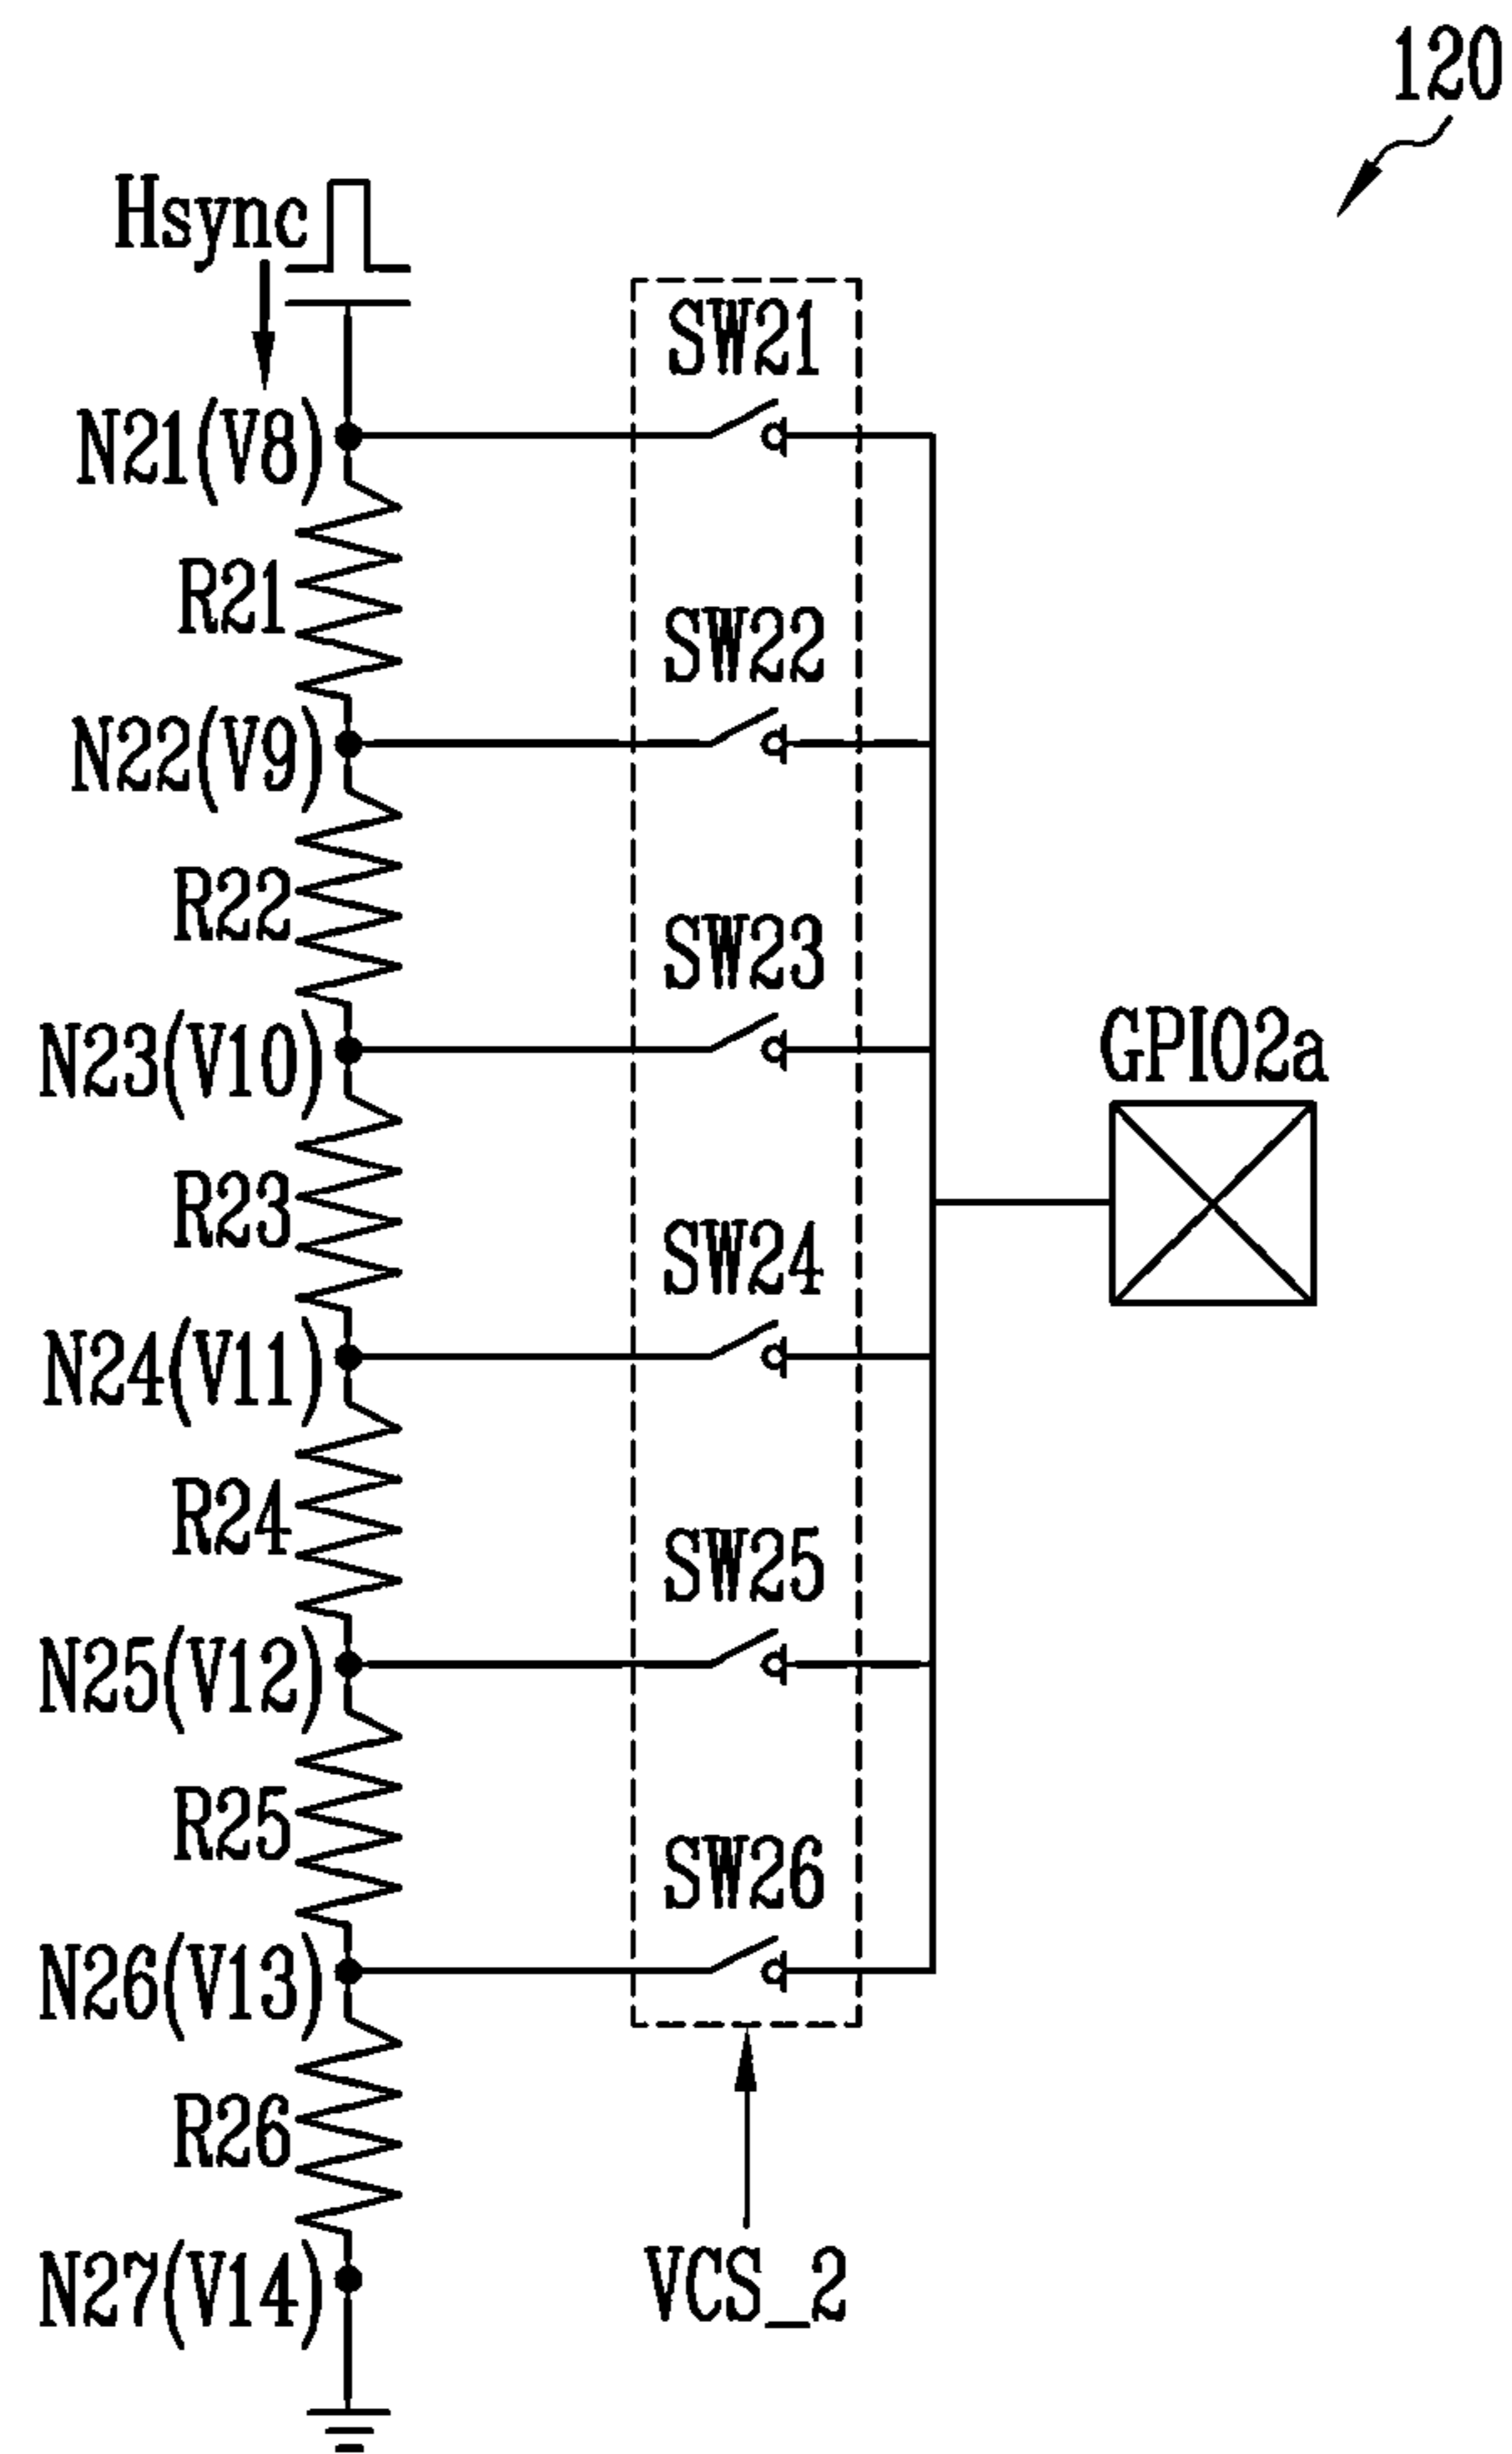 120
Hsync
SW21
N21(V8)
R21
SW22
N22(V9)
R22
SW23
N23(V10)
GPIO2a
R23
SW24
N24(V11)
R24
SW25
N25(V12)
R25
SW26
N26(V13)
R26
N27(V14)
VCS_2